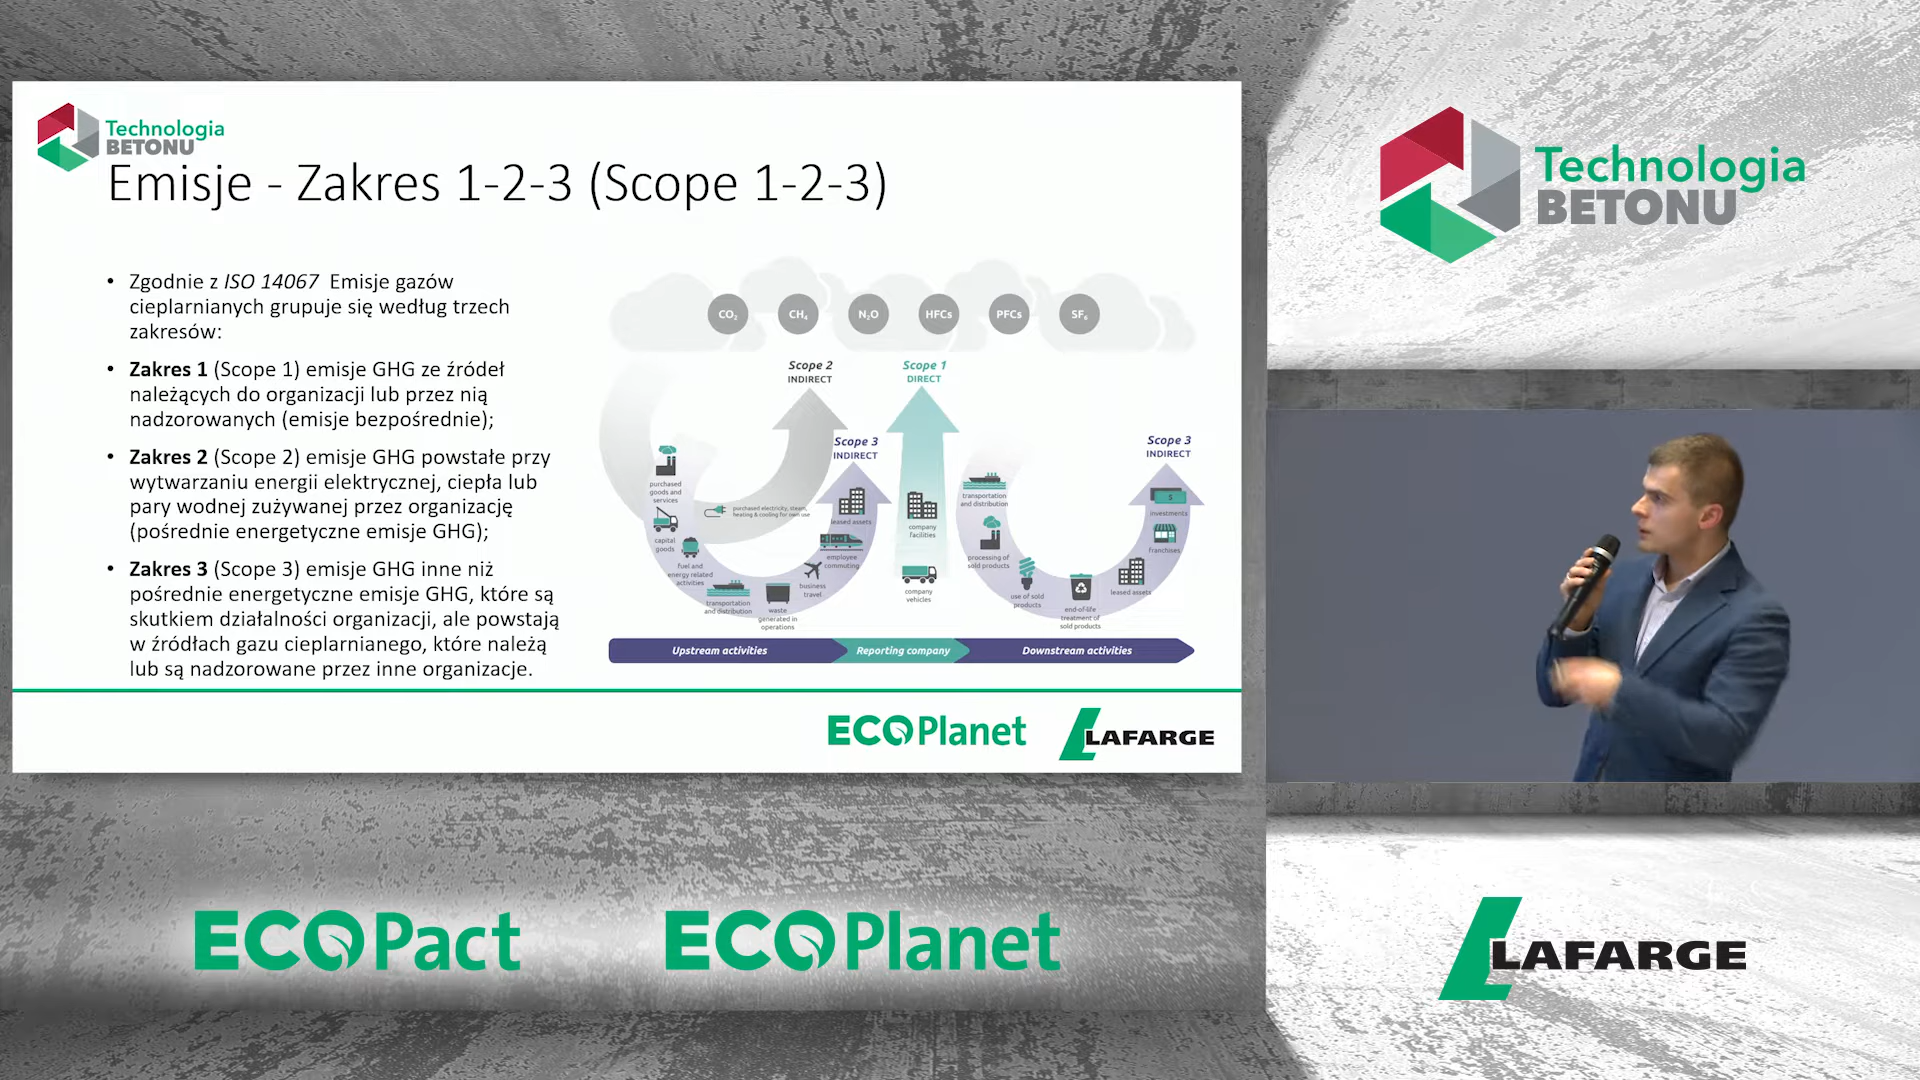 Technologia
BETONU
Emisje - Zakres 1-2-3 (Scope 1-2-3)
• Zgodnie z ISO 14067 Emisje gazów
cieplarnianych grupuje się według trzech
zakresów:
• Zakres 1 (Scope 1) emisje GHG ze źródeł
należących do organizacji lub przez nią
nadzorowanych (emisje bezpośrednie);
• Zakres 2 (Scope 2) emisje GHG powstałe przy
wytwarzaniu energii elektrycznej, ciepła lub
pary wodnej zużywanej przez organizację
(pośrednie energetyczne emisje GHG);
• Zakres 3 (Scope 3) emisje GHG inne niż
pośrednie energetyczne emisje GHG, które są
skutkiem działalności organizacji, ale powstają
w źródłach gazu cieplarnianego, które należą
lub są nadzorowane przez inne organizacje.
CO₂ CH₄ N₂O HFCs PFCs SF₆
Scope 2
INDIRECT
Scope 1
DIRECT
Scope 3
INDIRECT
Scope 3
INDIRECT
purchased
goods and
services
capital
goods
fuel and
energy related
activities
transportation
and distribution
waste
generated in
operations
business
travel
employee
commuting
leased assets
purchased electricity, steam,
heating & cooling for own use
company
facilities
company
vehicles
transportation
and distribution
processing of
sold products
use of sold
products
end-of-life
treatment of
sold products
leased assets
franchises
investments
$
Upstream activities
Reporting company
Downstream activities
ECOPlanet
LAFARGE
Technologia
BETONU
ECOPact
ECOPlanet
LAFARGE